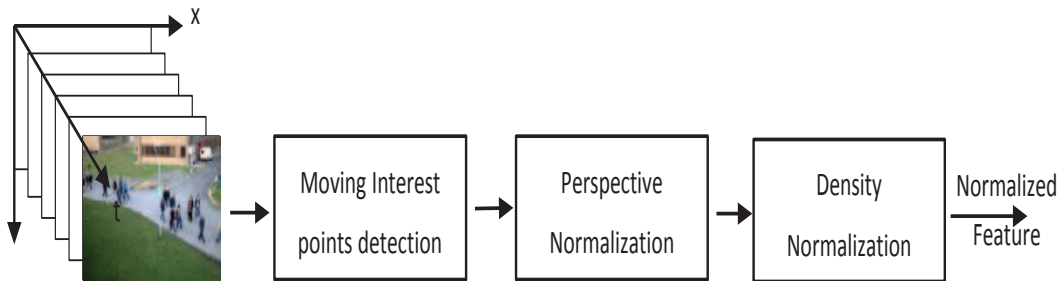 x
t
Moving Interest
points detection
Perspective
Normalization
Density
Normalization
Normalized
Feature